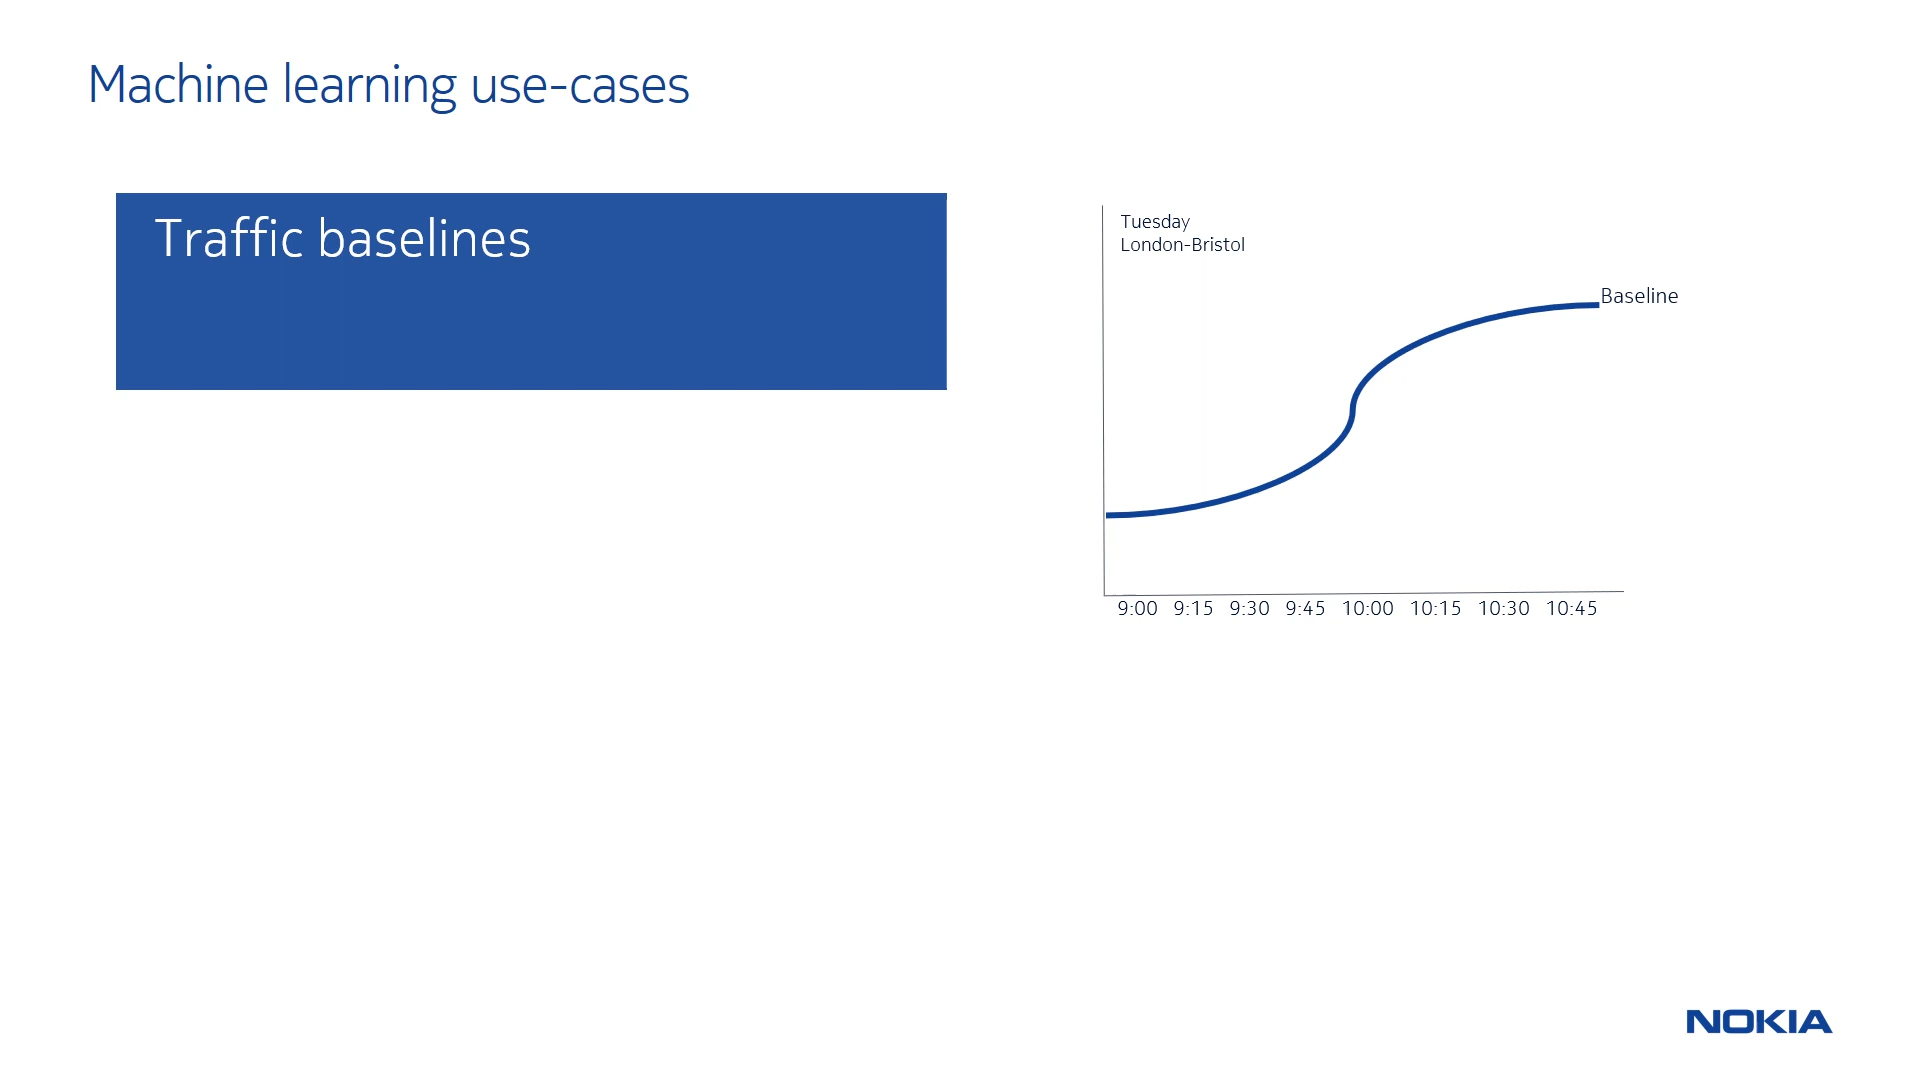 Machine learning use-cases
Traffic baselines
Tuesday
London-Bristol
Baseline
9:00 9:15 9:30 9:45 10:00 10:15 10:30 10:45
NOKIA